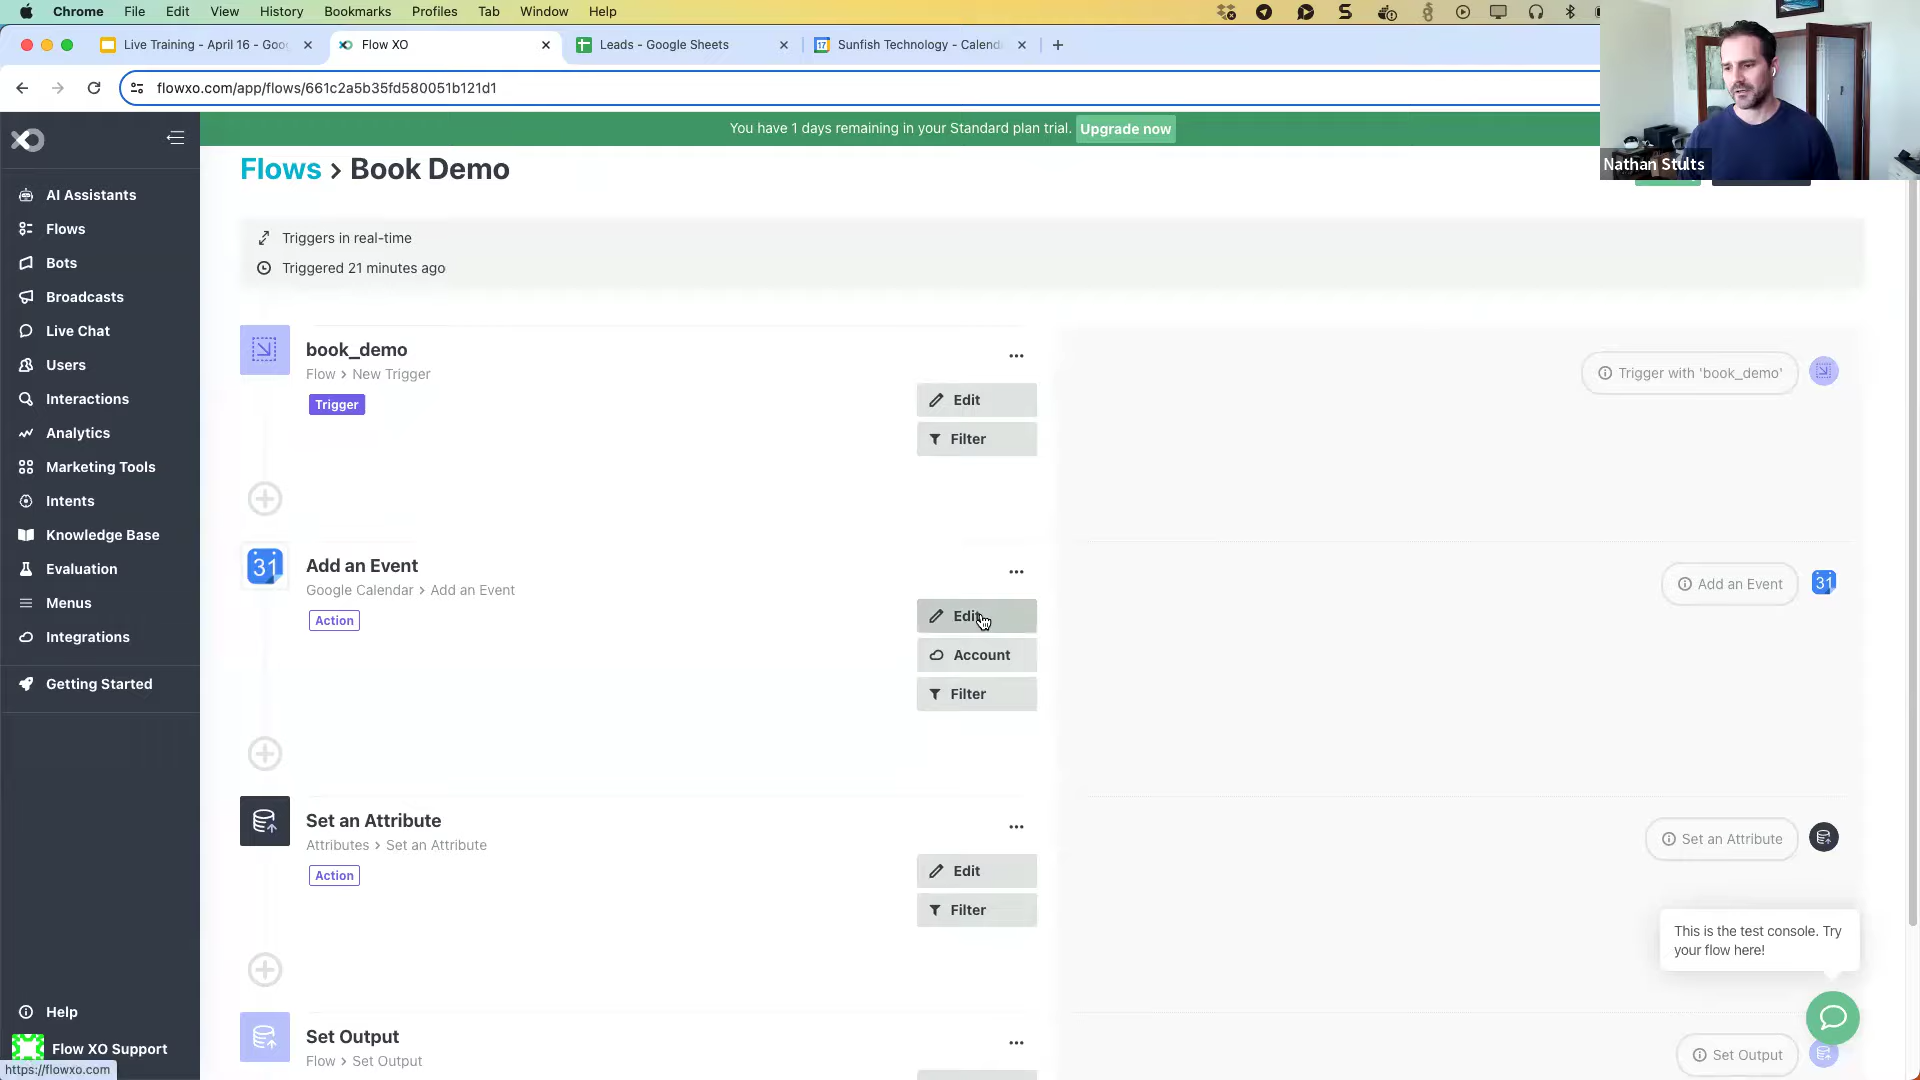 Chrome File Edit View History Bookmarks Profiles Tab Window Help
Live Training - April 16 - Goo
Flow XO
Leads - Google Sheets
17 Sunfish Technology - Calend
flowxo.com/app/flows/661c2a5b35fd580051b121d1
Nathan Stults
XO
You have 1 days remaining in your Standard plan trial. Upgrade now
AI Assistants
Flows
Bots
Broadcasts
Live Chat
Users
Interactions
Analytics
Marketing Tools
Intents
Knowledge Base
Evaluation
Menus
Integrations
Getting Started
Help
Flow XO Support
https://flowxo.com
Flows › Book Demo
Triggers in real-time
Triggered 21 minutes ago
book_demo
Flow > New Trigger
Trigger
Edit
Filter
Trigger with 'book_demo'
31
Add an Event
Google Calendar > Add an Event
Action
Edit
Account
Filter
Add an Event
31
Set an Attribute
Attributes > Set an Attribute
Action
Edit
Filter
Set an Attribute
This is the test console. Try
your flow here!
Set Output
Flow > Set Output
Set Output